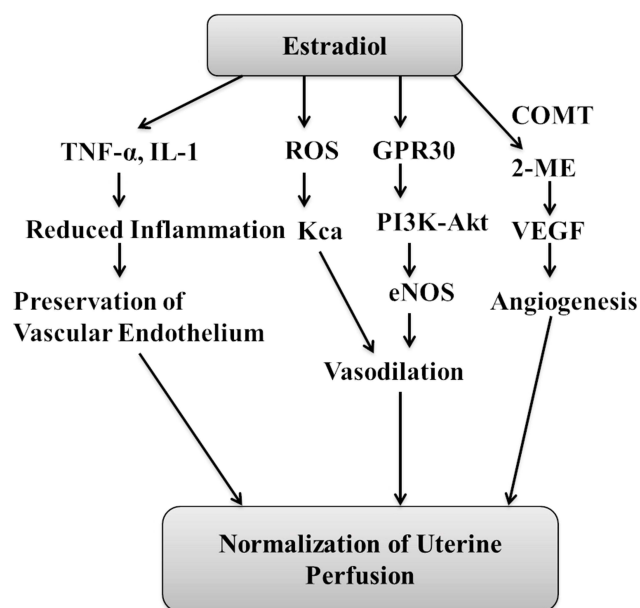 Estradiol
COMT
TNF-α, IL-1
ROS
GPR30
2-ME
Reduced Inflammation
Kca
PI3K-Akt
VEGF
Preservation of
Vascular Endothelium
eNOS
Angiogenesis
Vasodilation
Normalization of Uterine
Perfusion